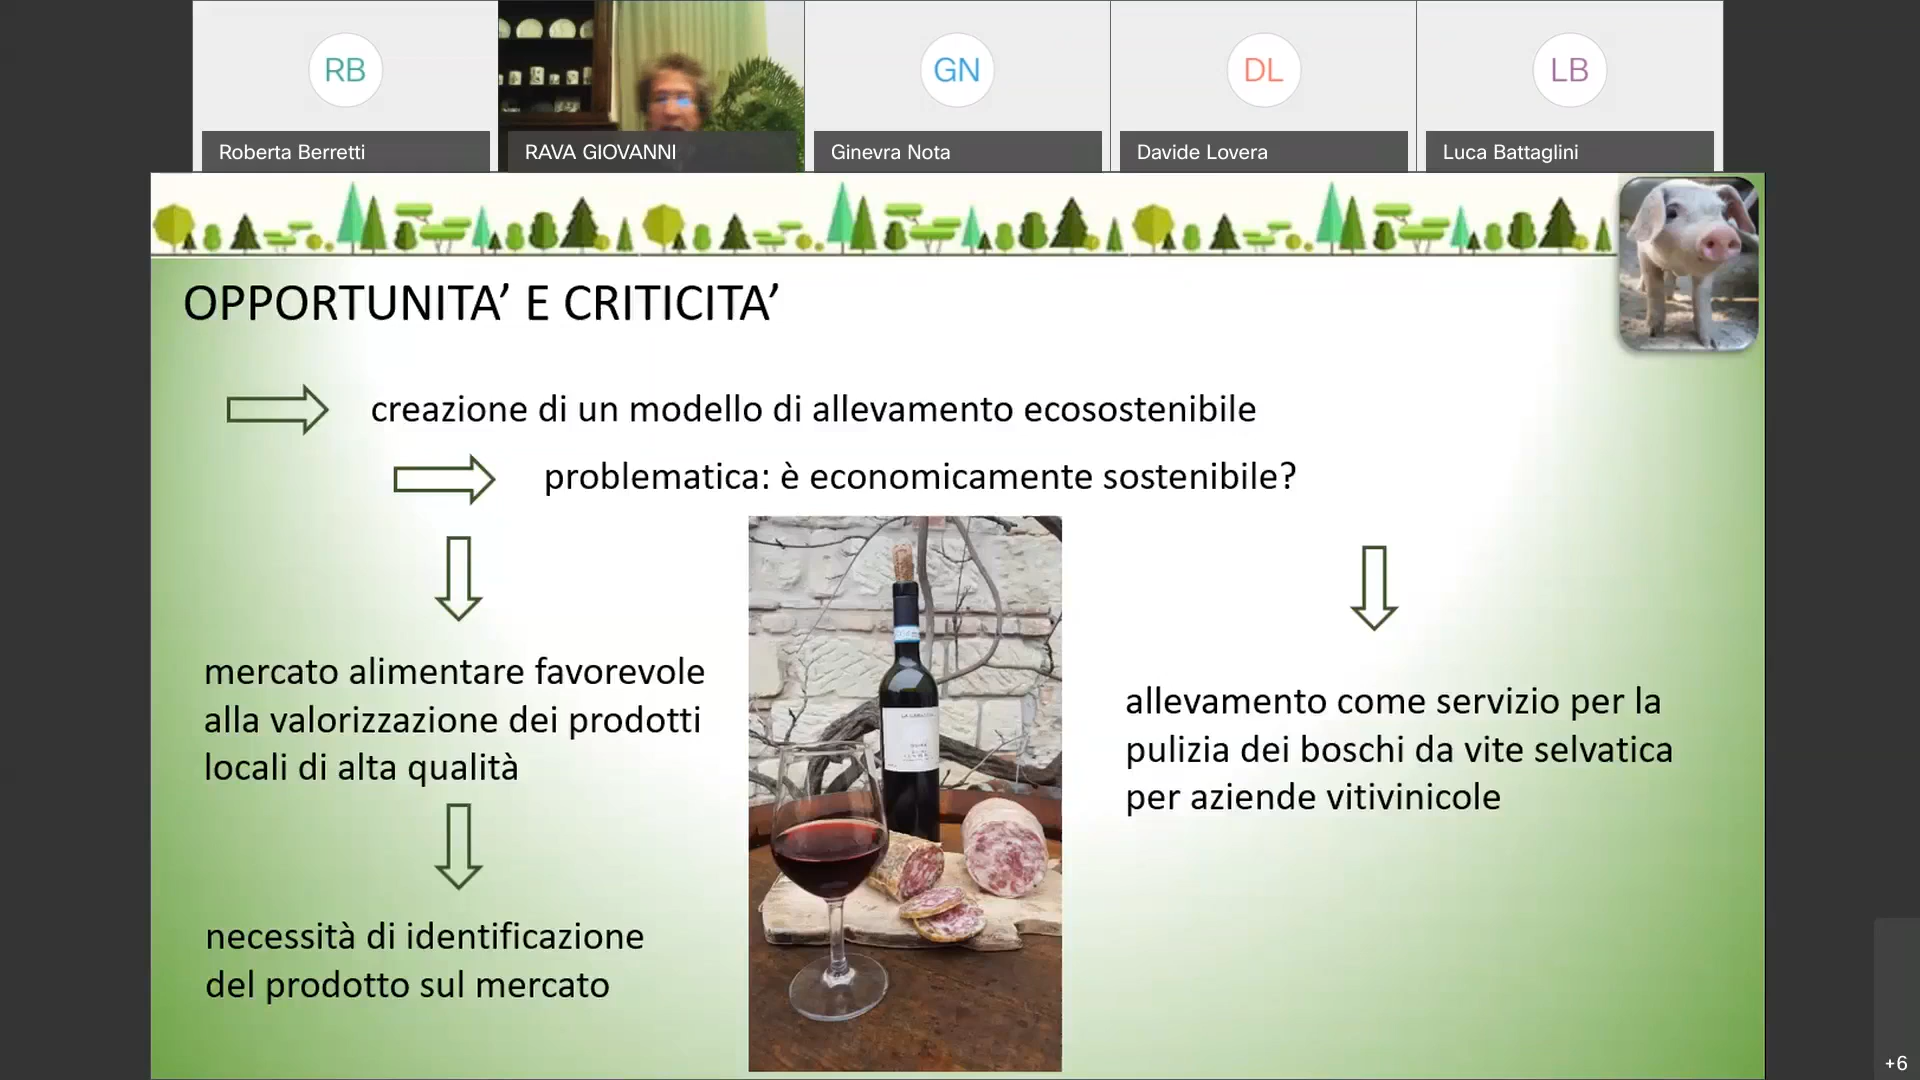 RB
GN
DL
LB
Roberta Berretti
RAVA GIOVANNI
Ginevra Nota
Davide Lovera
Luca Battaglini
OPPORTUNITA’ E CRITICITA’
creazione di un modello di allevamento ecosostenibile
problematica: è economicamente sostenibile?
mercato alimentare favorevole
alla valorizzazione dei prodotti
locali di alta qualità
necessità di identificazione
del prodotto sul mercato
allevamento come servizio per la
pulizia dei boschi da vite selvatica
per aziende vitivinicole
+6